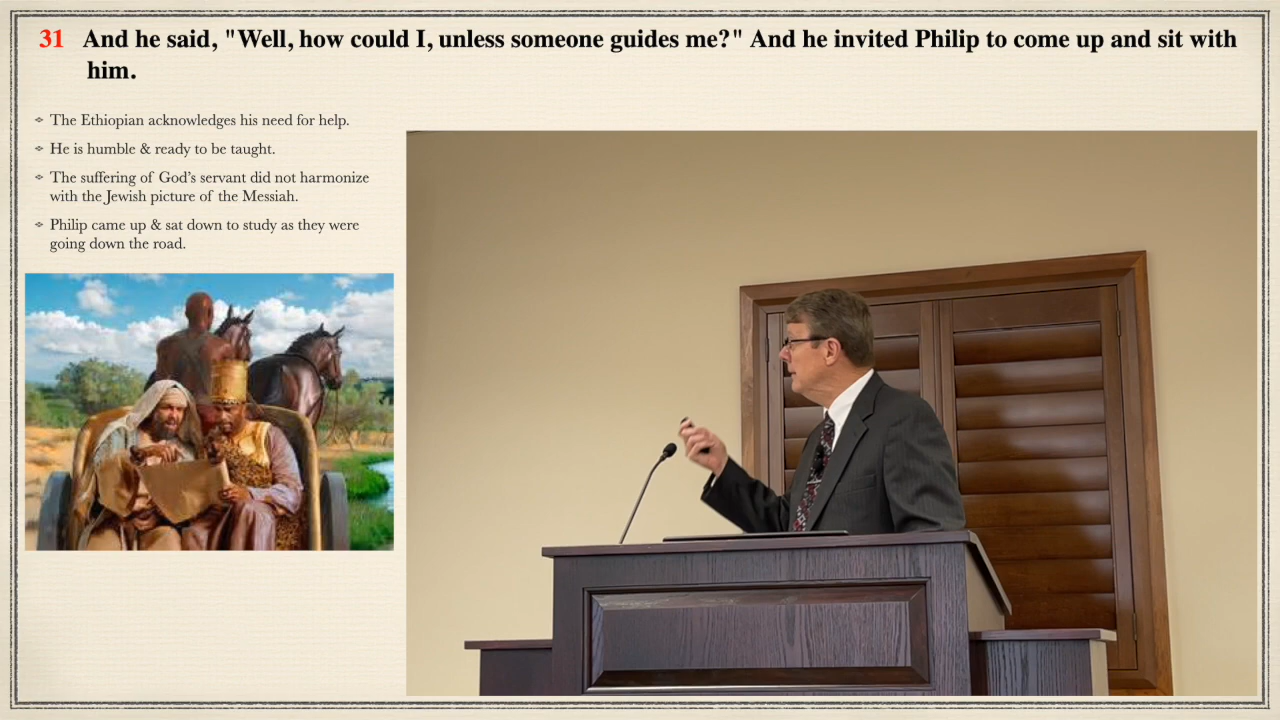 31 And he said, "Well, how could I, unless someone guides me?" And he invited Philip to come up and sit with
him.
The Ethiopian acknowledges his need for help.
He is humble & ready to be taught.
The suffering of God’s servant did not harmonize
with the Jewish picture of the Messiah.
Philip came up & sat down to study as they were
going down the road.